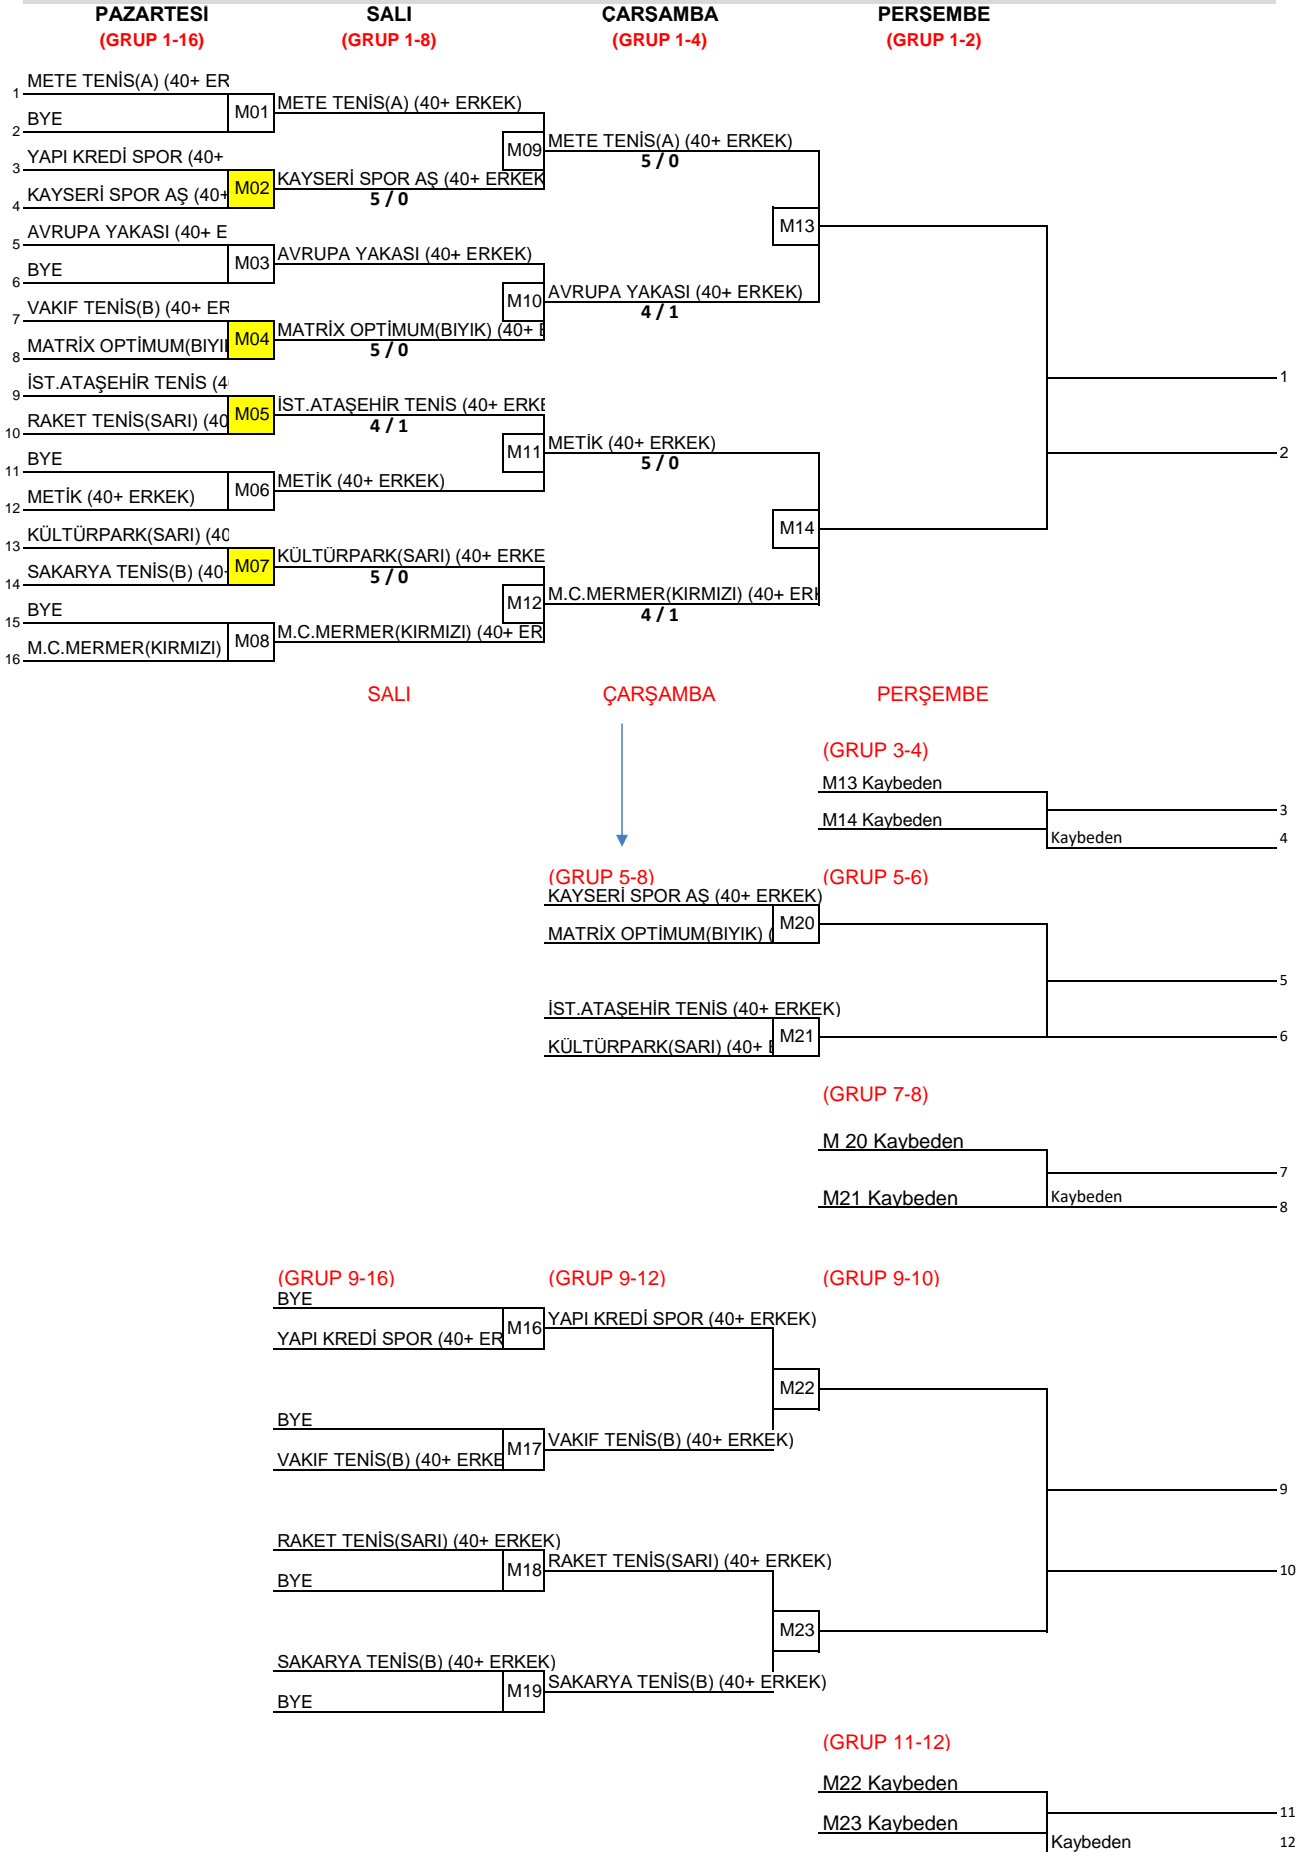 PAZARTESİ SALI ÇARŞAMBA PERŞEMBE
(GRUP 1-16) (GRUP 1-8) (GRUP 1-4) (GRUP 1-2)
METE TENİS(A) (40+ ER
1
METE TENİS(A) (40+ ERKEK)
M01
BYE
2
METE TENİS(A) (40+ ERKEK)
M09
5 / 0
YAPI KREDİ SPOR (40+
3
KAYSERİ SPOR AŞ (40+ ERKEK
M02
5 / 0
KAYSERİ SPOR AŞ (40+
4
M13
AVRUPA YAKASI (40+ E
5
AVRUPA YAKASI (40+ ERKEK)
M03
BYE
6
AVRUPA YAKASI (40+ ERKEK)
M10
4 / 1
VAKIF TENİS(B) (40+ ER
7
MATRİX OPTİMUM(BIYIK) (40+ E
M04
5 / 0
MATRİX OPTİMUM(BIYI
8
1
İST.ATAŞEHİR TENİS (4
9
İST.ATAŞEHİR TENİS (40+ ERKE
M05
4 / 1
RAKET TENİS(SARI) (40
10
METİK (40+ ERKEK)
M11
5 / 0
2
BYE
11
METİK (40+ ERKEK)
M06
METİK (40+ ERKEK)
12
M14
KÜLTÜRPARK(SARI) (40
13
KÜLTÜRPARK(SARI) (40+ ERKE
M07
5 / 0
SAKARYA TENİS(B) (40
14
M.C.MERMER(KIRMIZI) (40+ ER
M12
4 / 1
BYE
15
M.C.MERMER(KIRMIZI) (40+ ER
M08
M.C.MERMER(KIRMIZI)
16
SALI ÇARŞAMBA PERŞEMBE
(GRUP 3-4)
M13 Kaybeden
3
M14 Kaybeden
Kaybeden 4
(GRUP 5-8) (GRUP 5-6)
KAYSERİ SPOR AŞ (40+ ERKEK)
M20
MATRİX OPTİMUM(BIYIK) (
5
İST.ATAŞEHİR TENİS (40+ ERKEK)
M21 6
KÜLTÜRPARK(SARI) (40+ E
(GRUP 7-8)
M 20 Kaybeden
7
M21 Kaybeden Kaybeden 8
(GRUP 9-16) (GRUP 9-12) (GRUP 9-10)
BYE
YAPI KREDİ SPOR (40+ ERKEK)
M16
YAPI KREDİ SPOR (40+ ER
M22
BYE
VAKIF TENİS(B) (40+ ERKEK)
M17
VAKIF TENİS(B) (40+ ERKE
9
RAKET TENİS(SARI) (40+ ERKEK)
RAKET TENİS(SARI) (40+ ERKEK)
M18
BYE
10
M23
SAKARYA TENİS(B) (40+ ERKEK)
SAKARYA TENİS(B) (40+ ERKEK)
M19
BYE
(GRUP 11-12)
M22 Kaybeden
11
M23 Kaybeden
Kaybeden 12